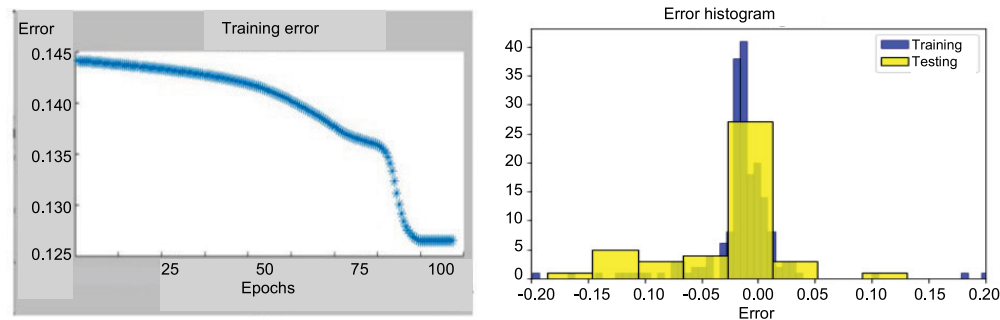 Error
Training error
0.145
0.140
0.135
0.130
0.125
25 50 75 100
Epochs
Error histogram
Training
Testing
40
35
30
25
20
15
10
5
0
-0.20 -0.15 0.10 -0.05 0.00 0.05 0.10 0.15 0.20
Error